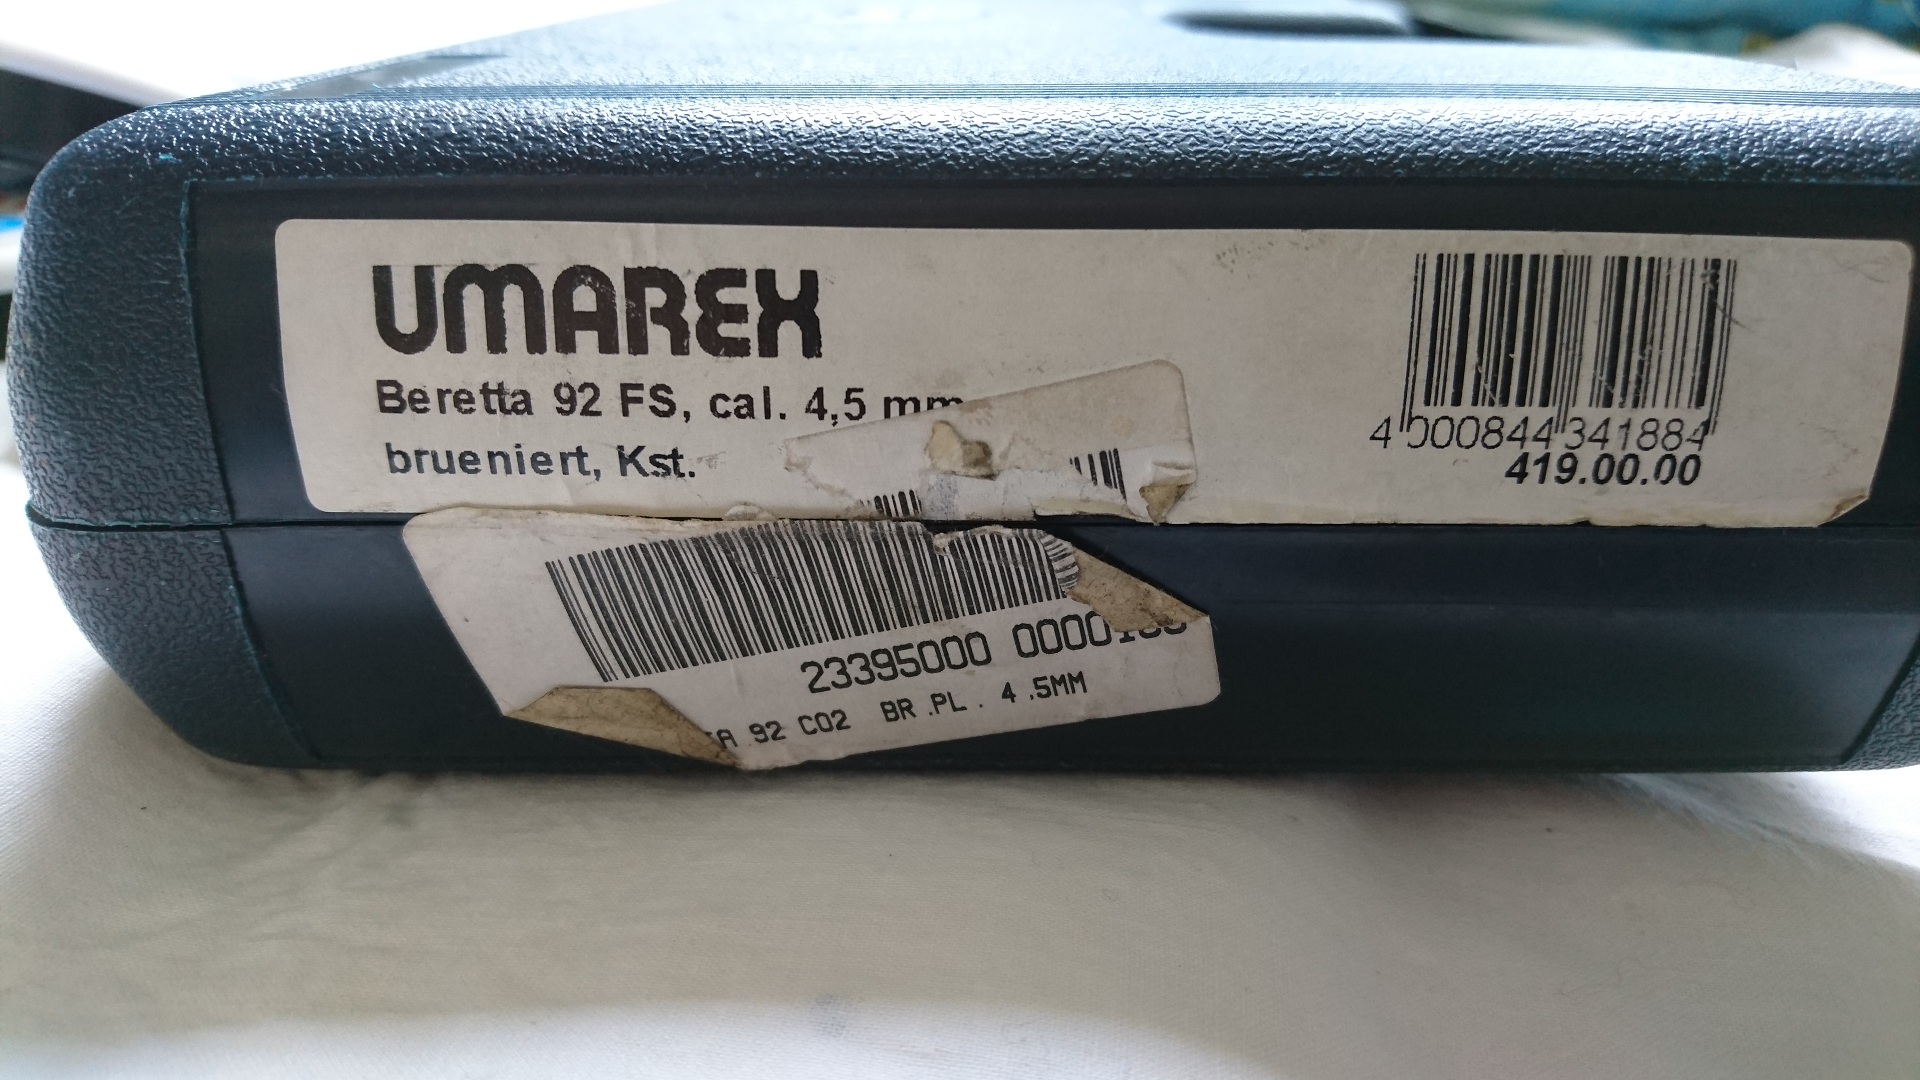 UMAREX
Beretta 92 FS, cal. 4,5 mm
brueniert, Kst.
4 000844 341884
419.00.00
23395000
92 CO2 BR.PL. 4.5MM